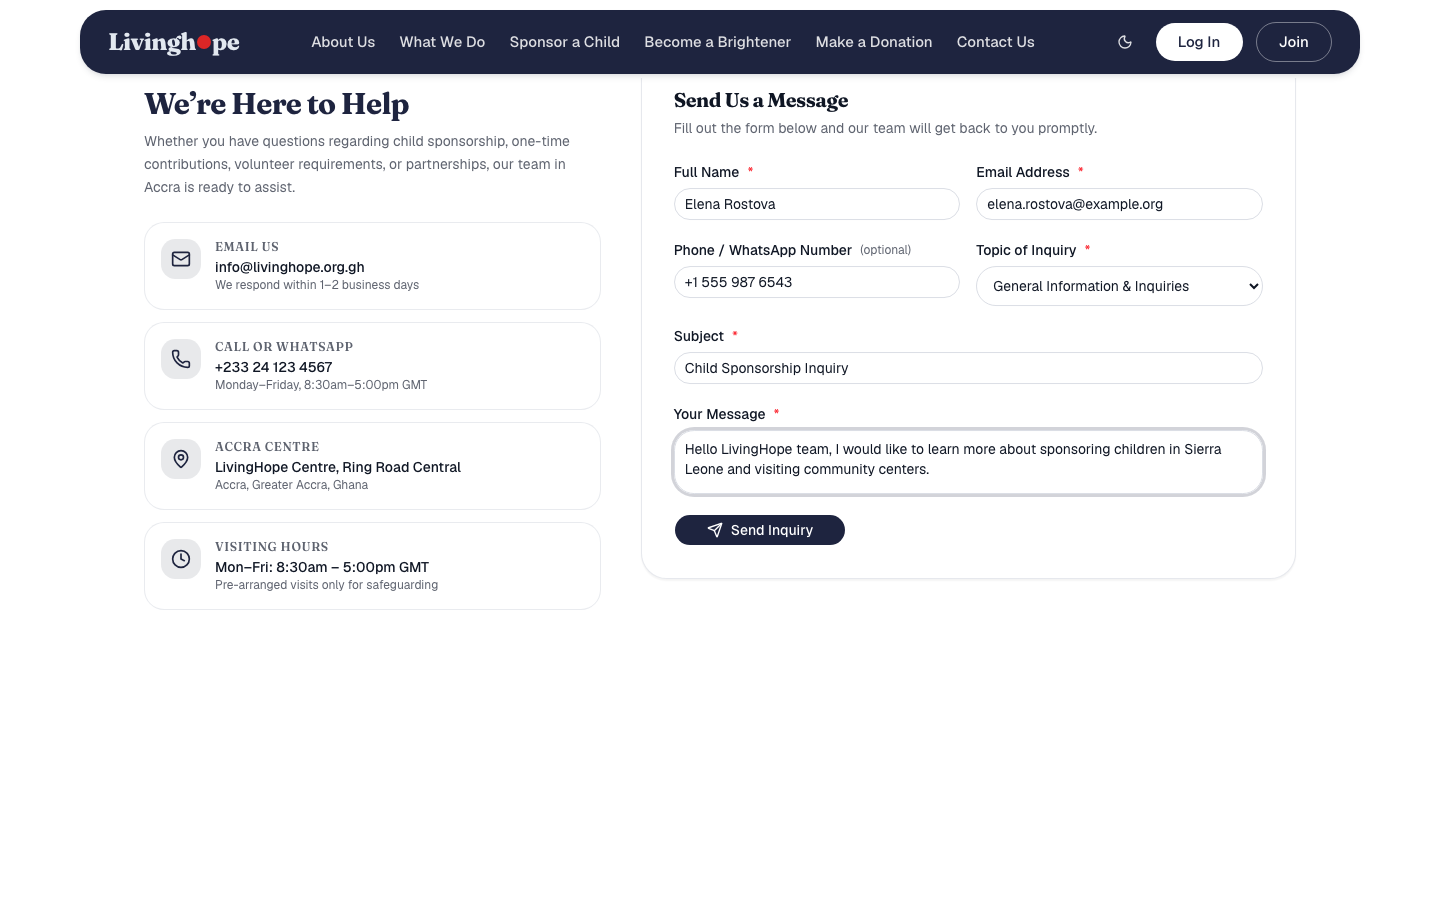 Livinghope
About Us
What We Do
Sponsor a Child
Become a Brightener
Make a Donation
Contact Us
Log In
Join
We’re Here to Help
Whether you have questions regarding child sponsorship, one-time
contributions, volunteer requirements, or partnerships, our team in
Accra is ready to assist.
EMAIL US
info@livinghope.org.gh
We respond within 1–2 business days
CALL OR WHATSAPP
+233 24 123 4567
Monday–Friday, 8:30am–5:00pm GMT
ACCRA CENTRE
LivingHope Centre, Ring Road Central
Accra, Greater Accra, Ghana
VISITING HOURS
Mon–Fri: 8:30am – 5:00pm GMT
Pre-arranged visits only for safeguarding
Send Us a Message
Fill out the form below and our team will get back to you promptly.
Full Name *
Elena Rostova
Email Address *
elena.rostova@example.org
Phone / WhatsApp Number (optional)
+1 555 987 6543
Topic of Inquiry *
General Information & Inquiries
Subject *
Child Sponsorship Inquiry
Your Message *
Hello LivingHope team, I would like to learn more about sponsoring children in Sierra
Leone and visiting community centers.
Send Inquiry